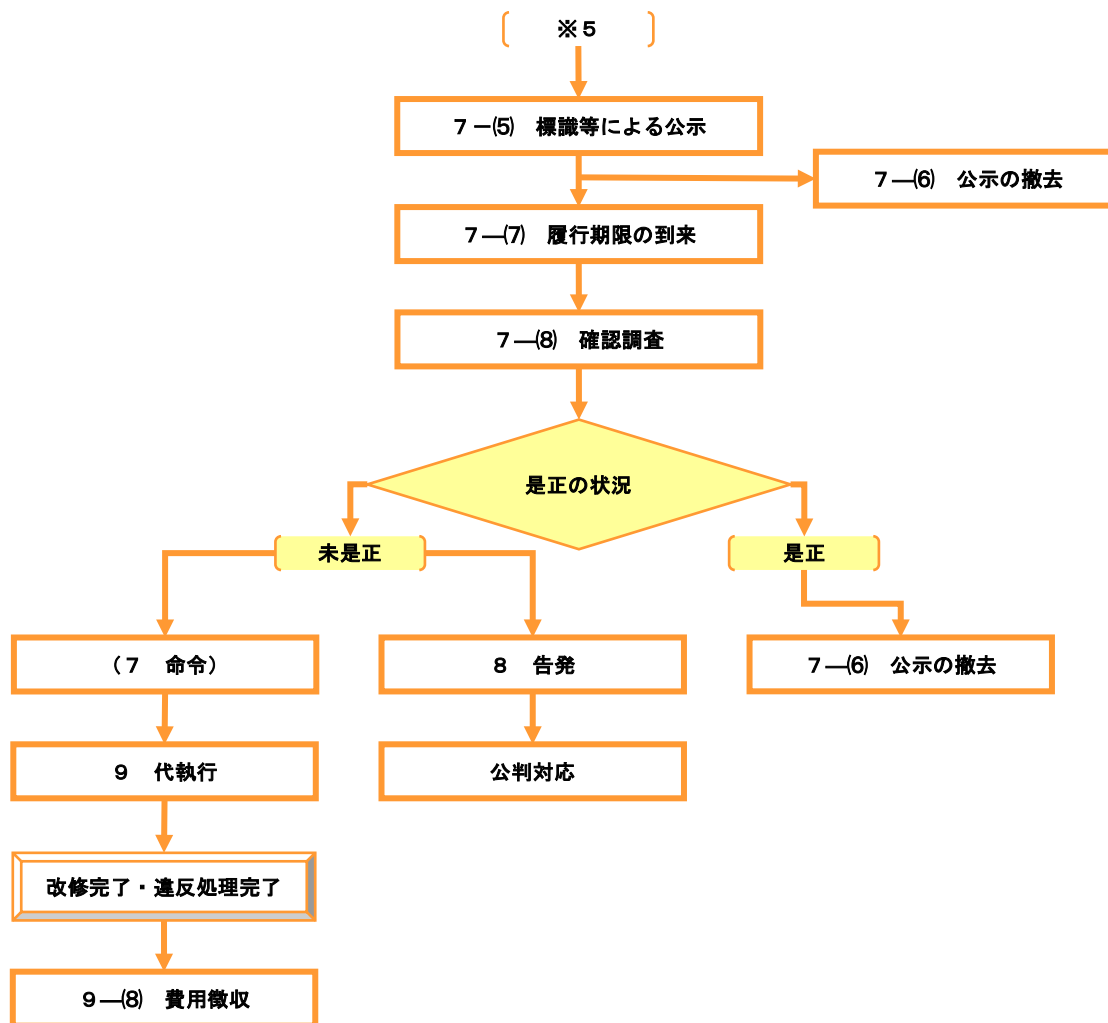 ※５
７－⑸　標識等による公示
７―⑹　公示の撤去
７―⑺　履行期限の到来
７―⑻　確認調査
是正の状況
未是正
是正
（７　命令）
８　告発
７―⑹　公示の撤去
９　代執行
公判対応
改修完了・違反処理完了
９―⑻　費用徴収